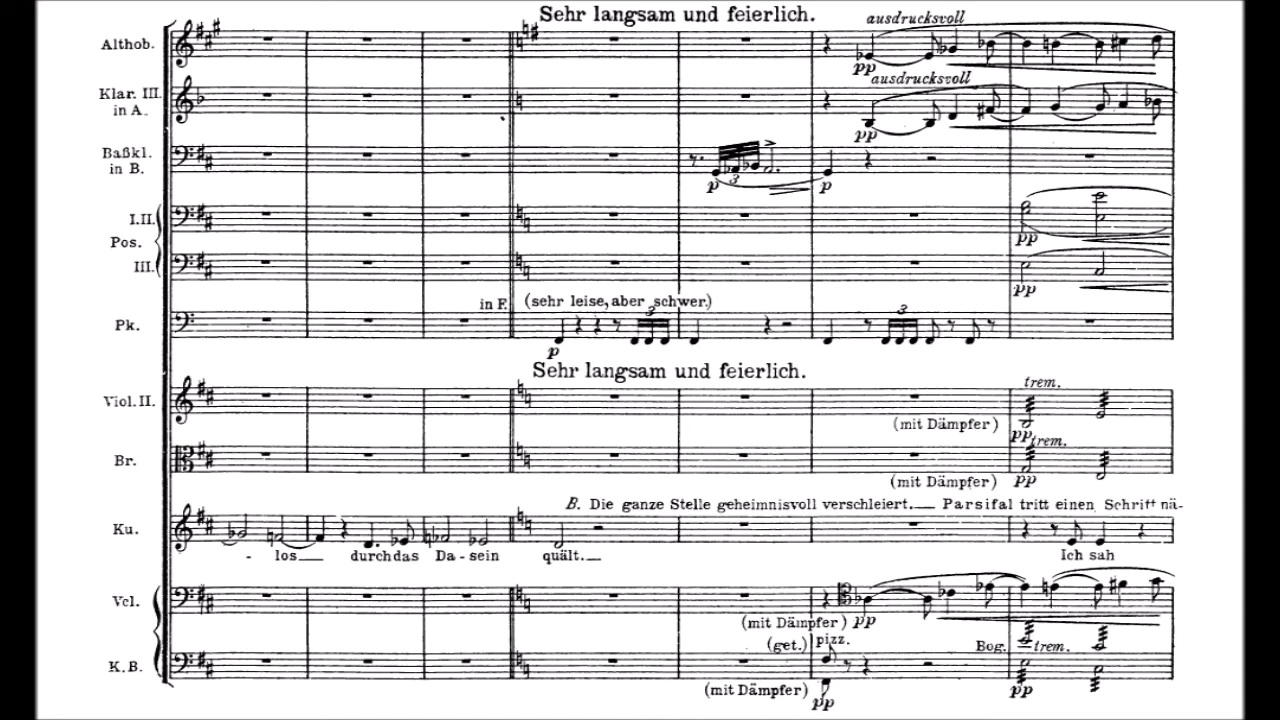 Sehr langsam und feierlich.
ausdrucksvoll
Althob.
pp
ausdrucksvoll
Klar. III.
in A.
pp
Baßkl.
in B.
3
p
p
I.II.
Pos.
pp
III.
pp
in F.
(sehr leise, aber schwer.)
Pk.
3
3
p
Sehr langsam und feierlich.
trem.
Viol. II.
(mit Dämpfer)
pp
trem.
Br.
(mit Dämpfer)
pp
B. Die ganze Stelle geheimnisvoll verschleiert.— Parsifal tritt einen Schritt nä-
Ku.
- los— durch das Da - sein quält.— Ich sah
Vcl.
(mit Dämpfer) pp
(get.) pizz.
Bog. trem.
K.B.
(mit Dämpfer)
pp
pp